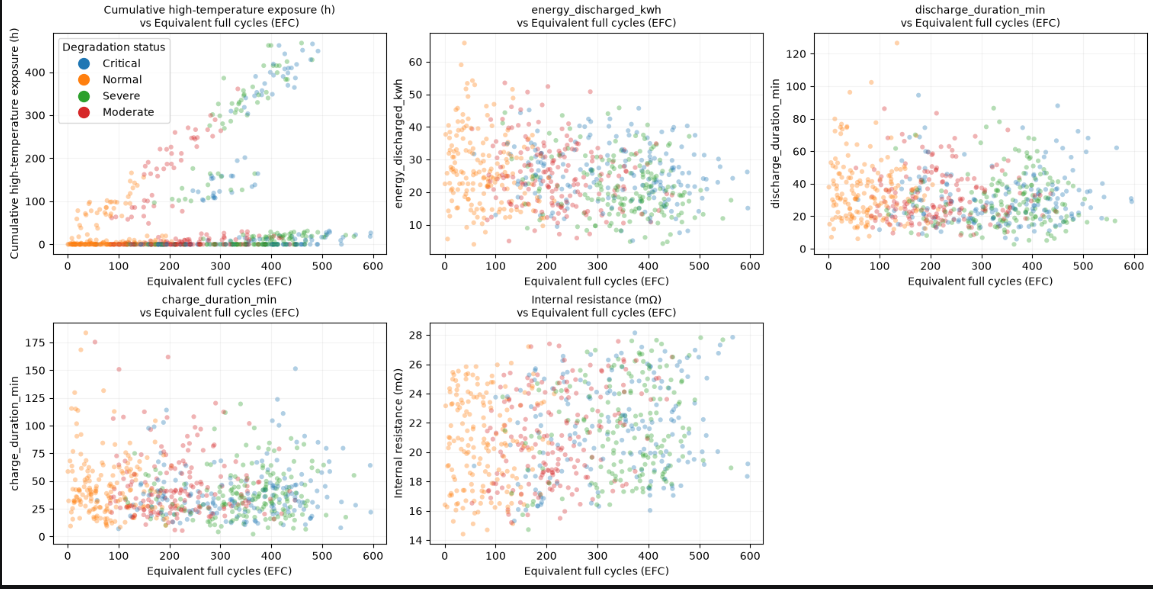 Cumulative high-temperature exposure (h)
vs Equivalent full cycles (EFC)
Cumulative high-temperature exposure (h)
400
300
200
100
0
Degradation status
Critical
Normal
Severe
Moderate
0 100 200 300 400 500 600
Equivalent full cycles (EFC)
energy_discharged_kwh
vs Equivalent full cycles (EFC)
energy_discharged_kwh
60
50
40
30
20
10
0 100 200 300 400 500 600
Equivalent full cycles (EFC)
discharge_duration_min
vs Equivalent full cycles (EFC)
discharge_duration_min
120
100
80
60
40
20
0
0 100 200 300 400 500 600
Equivalent full cycles (EFC)
charge_duration_min
vs Equivalent full cycles (EFC)
charge_duration_min
175
150
125
100
75
50
25
0
0 100 200 300 400 500 600
Equivalent full cycles (EFC)
Internal resistance (mΩ)
vs Equivalent full cycles (EFC)
Internal resistance (mΩ)
28
26
24
22
20
18
16
14
0 100 200 300 400 500 600
Equivalent full cycles (EFC)